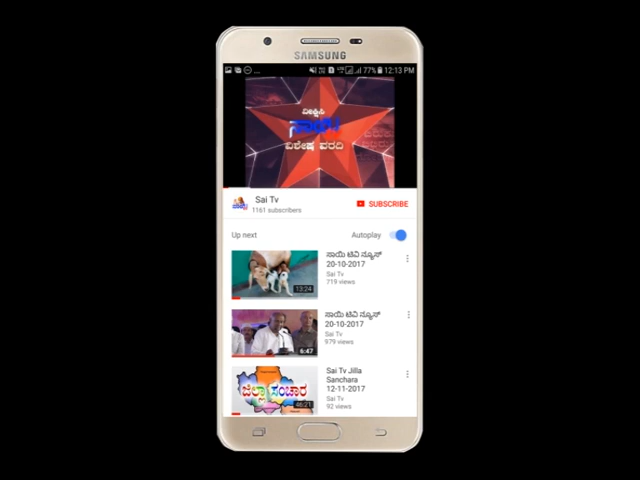 SAMSUNG
77% 12:13 PM
ವೀಕ್ಷಿಸಿ
ವಿಶೇಷ ವರದಿ
Sai Tv
1161 subscribers
SUBSCRIBE
Up next
Autoplay
ಸಾಯಿ ಟಿವಿ ನ್ಯೂಸ್
20-10-2017
Sai Tv
719 views
13:24
ಸಾಯಿ ಟಿವಿ ನ್ಯೂಸ್
20-10-2017
Sai Tv
979 views
6:47
Sai Tv Jilla
Sanchara
12-11-2017
Sai Tv
92 views
ಜಿಲ್ಲಾ ಸಂಚಾರ
46:21